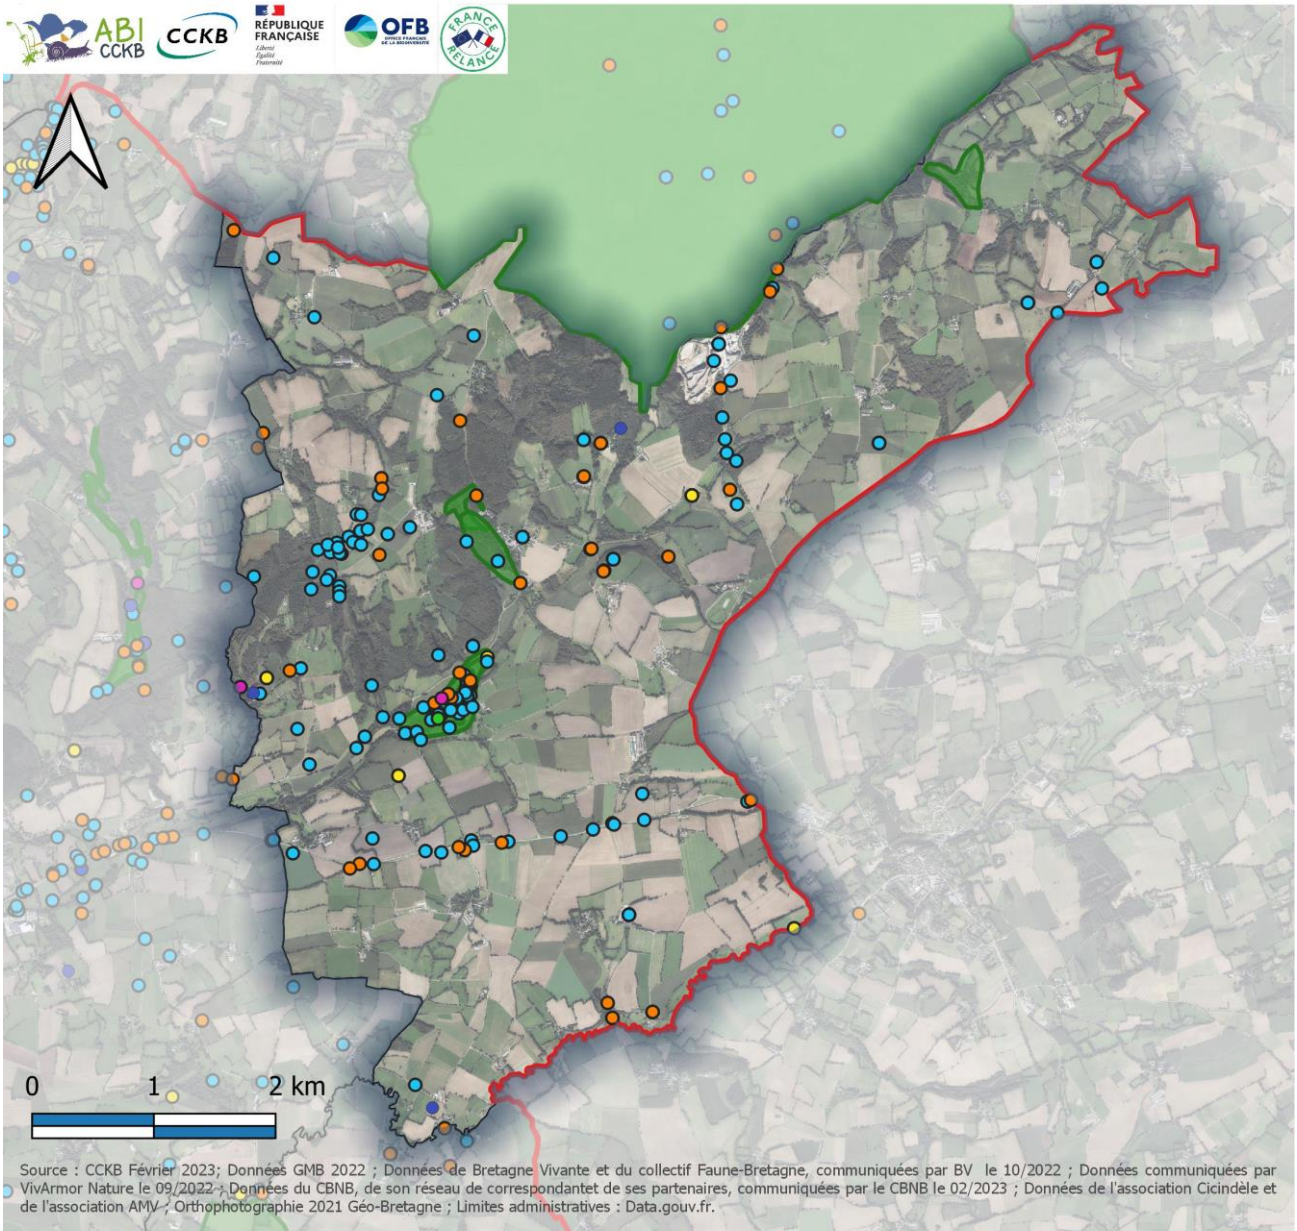 ABI
CCKB
CCKB
RÉPUBLIQUE
FRANÇAISE
Liberté
Égalité
Fraternité
OFB
OFFICE FRANÇAIS
DE LA BIODIVERSITÉ
FRANCE
RELANCE
0 1 2 km
Source : CCKB Février 2023; Données GMB 2022 ; Données de Bretagne Vivante et du collectif Faune-Bretagne, communiquées par BV le 10/2022 ; Données communiquées par
VivArmor Nature le 09/2022 ; Données du CBNB, de son réseau de correspondantet de ses partenaires, communiquées par le CBNB le 02/2023 ; Données de l'association Cicindèle et
de l'association AMV ; Orthophotographie 2021 Géo-Bretagne ; Limites administratives : Data.gouv.fr.